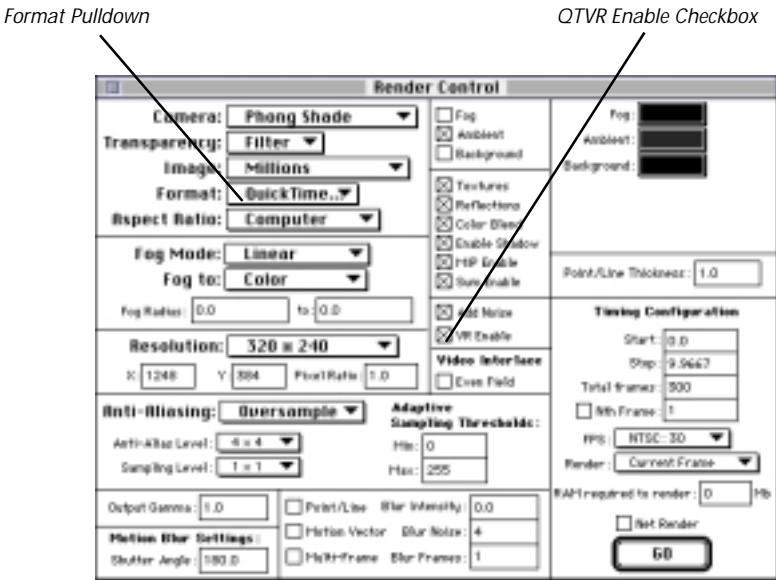 Format Pulldown
QTVR Enable Checkbox
Render Control
Camera: Phong Shade
Transparency: Filter
Image: Millions
Format: QuickTime..
Aspect Ratio: Computer
Fog Mode: Linear
Fog to: Color
Fog Radius: 0.0 to: 0.0
Resolution: 320 x 240
X: 1248 Y: 384 Pixel Ratio: 1.0
Anti-Aliasing: Oversample
Anti-Alias Level: 4 x 4
Sampling Level: 1 x 1
Adaptive
Sampling Thresholds:
Min: 0
Max: 255
Output Gamma: 1.0
Motion Blur Settings:
Shutter Angle: 180.0
Point/Line Blur Intensity: 0.0
Motion Vector Blur Noise: 4
Multi-Frame Blur Frames: 1
Fog
Ambient
Background
Textures
Reflections
Color Blend
Enable Shadow
MIP Enable
Sum Enable
Add Noise
VR Enable
Video Interlace
Even Field
Fog:
Ambient:
Background:
Point/Line Thickness: 1.0
Timing Configuration
Start: 0.0
Stop: 9.9667
Total frames: 300
Nth Frame: 1
FPS: NTSC: 30
Render: Current Frame
RAM required to render: 0 Mb
Net Render
GO